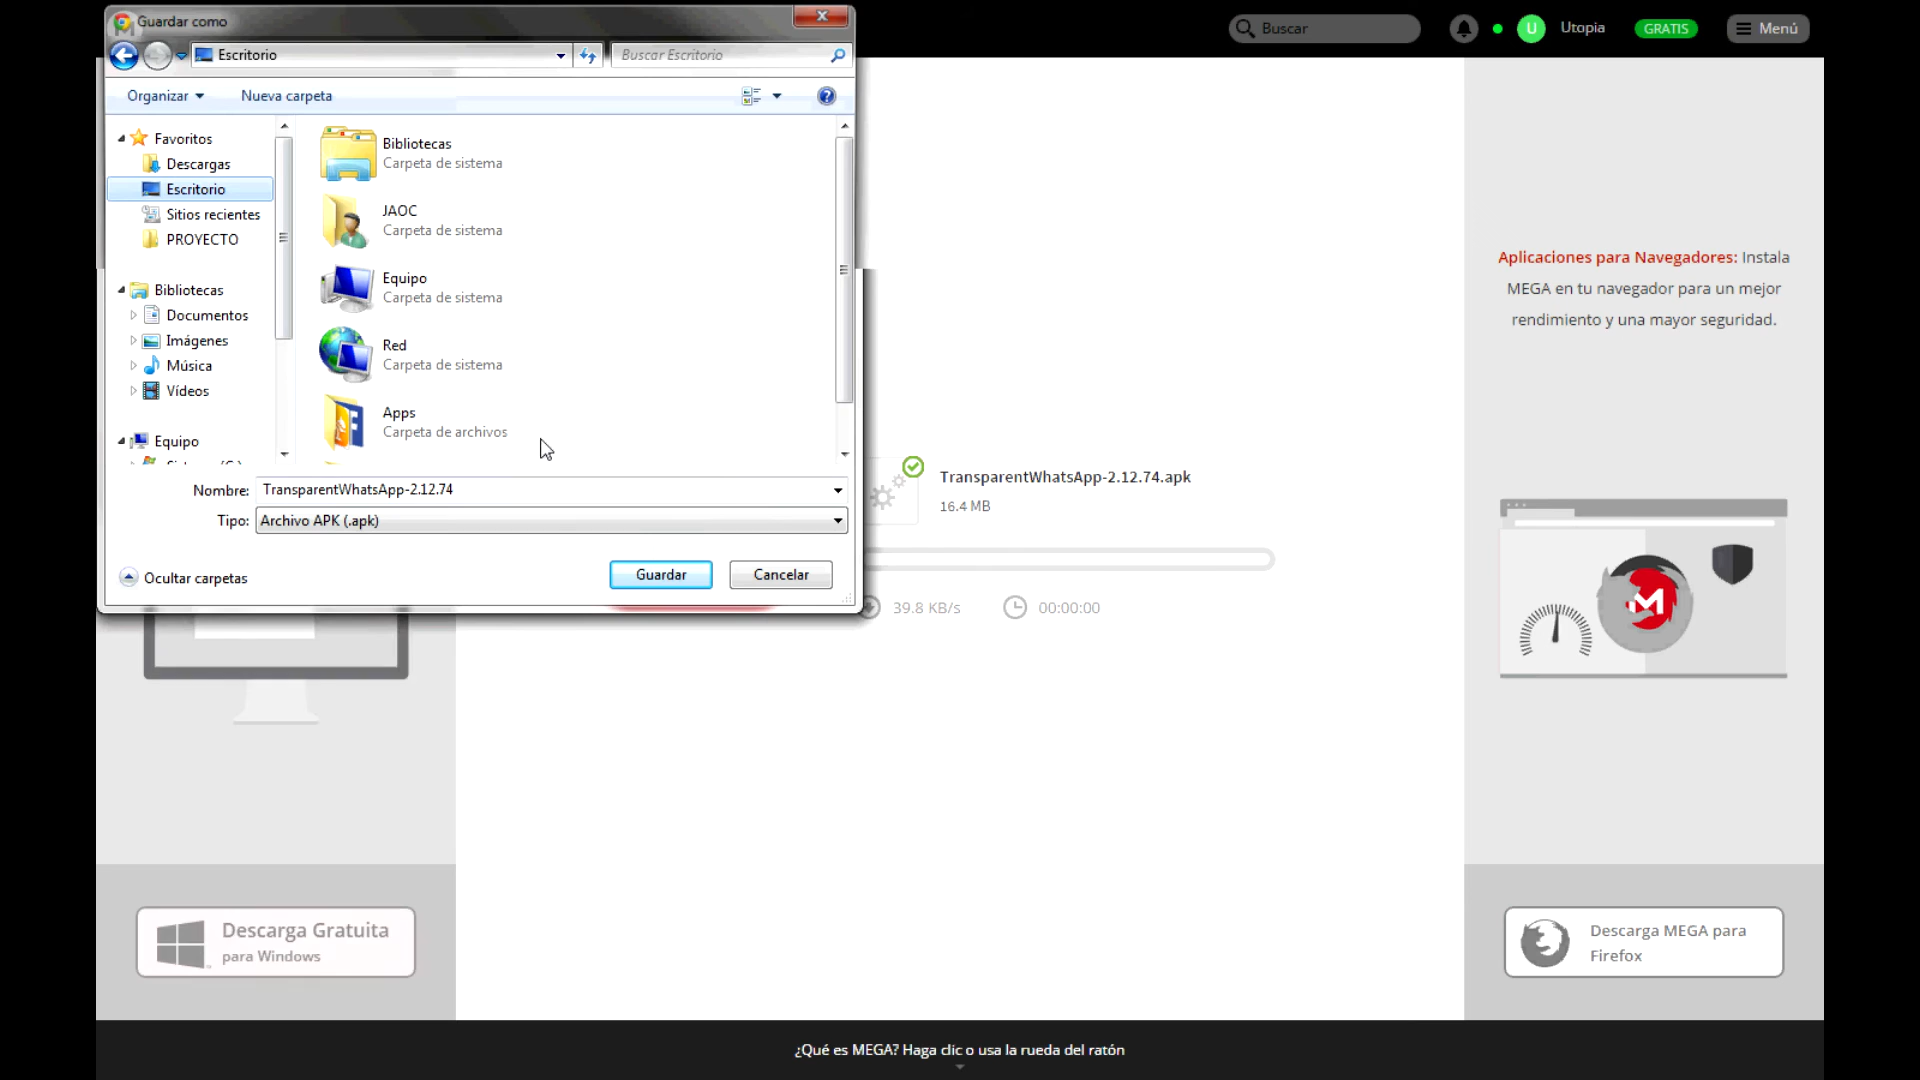 Guardar como
Escritorio
Buscar Escritorio
Organizar
Nueva carpeta
Favoritos
Descargas
Escritorio
Sitios recientes
PROYECTO
Bibliotecas
Documentos
Imágenes
Música
Vídeos
Equipo
Bibliotecas
Carpeta de sistema
JAOC
Carpeta de sistema
Equipo
Carpeta de sistema
Red
Carpeta de sistema
Apps
Carpeta de archivos
Nombre: TransparentWhatsApp-2.12.74
Tipo: Archivo APK (.apk)
Ocultar carpetas
Guardar
Cancelar
Buscar
U
Utopia
GRATIS
Menú
TransparentWhatsApp-2.12.74.apk
16.4 MB
39.8 KB/s
00:00:00
Aplicaciones para Navegadores: Instala
MEGA en tu navegador para un mejor
rendimiento y una mayor seguridad.
M
Descarga Gratuita
para Windows
Descarga MEGA para
Firefox
¿Qué es MEGA? Haga clic o usa la rueda del ratón